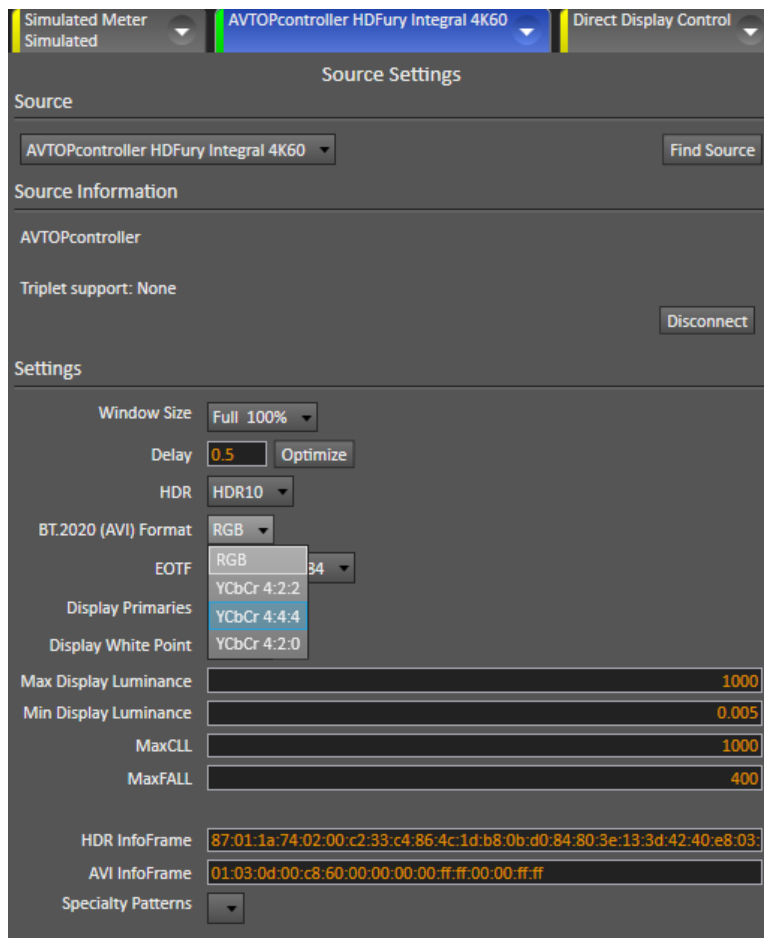 Simulated Meter
Simulated
AVTOPcontroller HDFury Integral 4K60
Direct Display Control
Source Settings
Source
AVTOPcontroller HDFury Integral 4K60
Find Source
Source Information
AVTOPcontroller
Triplet support: None
Disconnect
Settings
Window Size Full 100%
Delay 0.5 Optimize
HDR HDR10
BT.2020 (AVI) Format RGB
RGB
EOTF 84
YCbCr 4:2:2
Display Primaries YCbCr 4:4:4
Display White Point YCbCr 4:2:0
Max Display Luminance 1000
Min Display Luminance 0.005
MaxCLL 1000
MaxFALL 400
HDR InfoFrame 87:01:1a:74:02:00:c2:33:c4:86:4c:1d:b8:0b:d0:84:80:3e:13:3d:42:40:e8:03:
AVI InfoFrame 01:03:0d:00:c8:60:00:00:00:00:ff:ff:00:00:ff:ff
Specialty Patterns